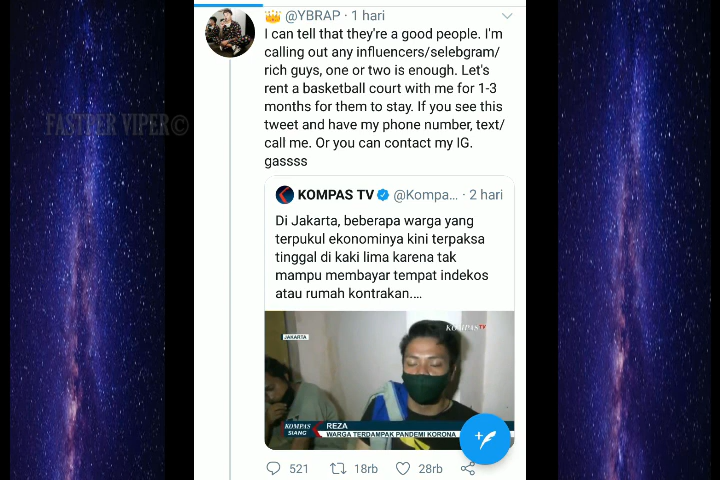 @YBRAP · 1 hari
I can tell that they're a good people. I'm
calling out any influencers/selebgram/
rich guys, one or two is enough. Let's
rent a basketball court with me for 1-3
months for them to stay. If you see this
tweet and have my phone number, text/
call me. Or you can contact my IG.
gassss
FASTPER VIPER©
KOMPAS TV @Kompa... · 2 hari
Di Jakarta, beberapa warga yang
terpukul ekonominya kini terpaksa
tinggal di kaki lima karena tak
mampu membayar tempat indekos
atau rumah kontrakan....
KOMPAS TV
JAKARTA
KOMPAS
SIANG
REZA
WARGA TERDAMPAK PANDEMI KORONA
521 18rb 28rb